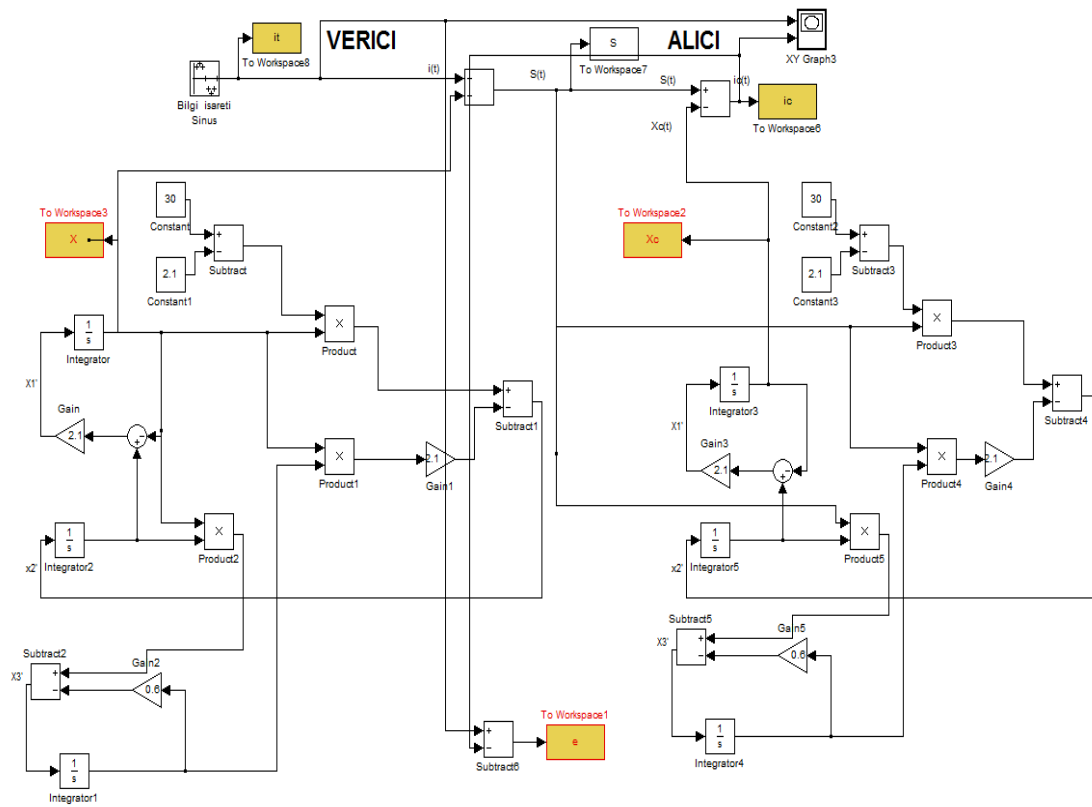 it
To Workspace8
VERICI
Bilgi isareti
Sinus
i(t)
S(t)
S
To Workspace7
ALICI
S(t)
ic(t)
Xc(t)
XY Graph3
ic
To Workspace6
To Workspace3
X
30
Constant
2.1
Constant1
+
−
Subtract
To Workspace2
Xc
30
Constant2
2.1
Constant3
+
−
Subtract3
1
s
Integrator
X1'
Gain
2.1
X
Product
+
−
Subtract1
X
Product1
2.1
Gain1
1
s
Integrator3
X1'
Gain3
2.1
X
Product3
+
−
Subtract4
X
Product4
2.1
Gain4
1
s
Integrator2
x2'
X
Product2
1
s
Integrator5
x2'
X
Product5
Subtract2
+
−
X3'
Gain2
0.6
1
s
Integrator1
Subtract5
+
−
X3'
Gain5
0.6
1
s
Integrator4
+
−
Subtract6
To Workspace1
e